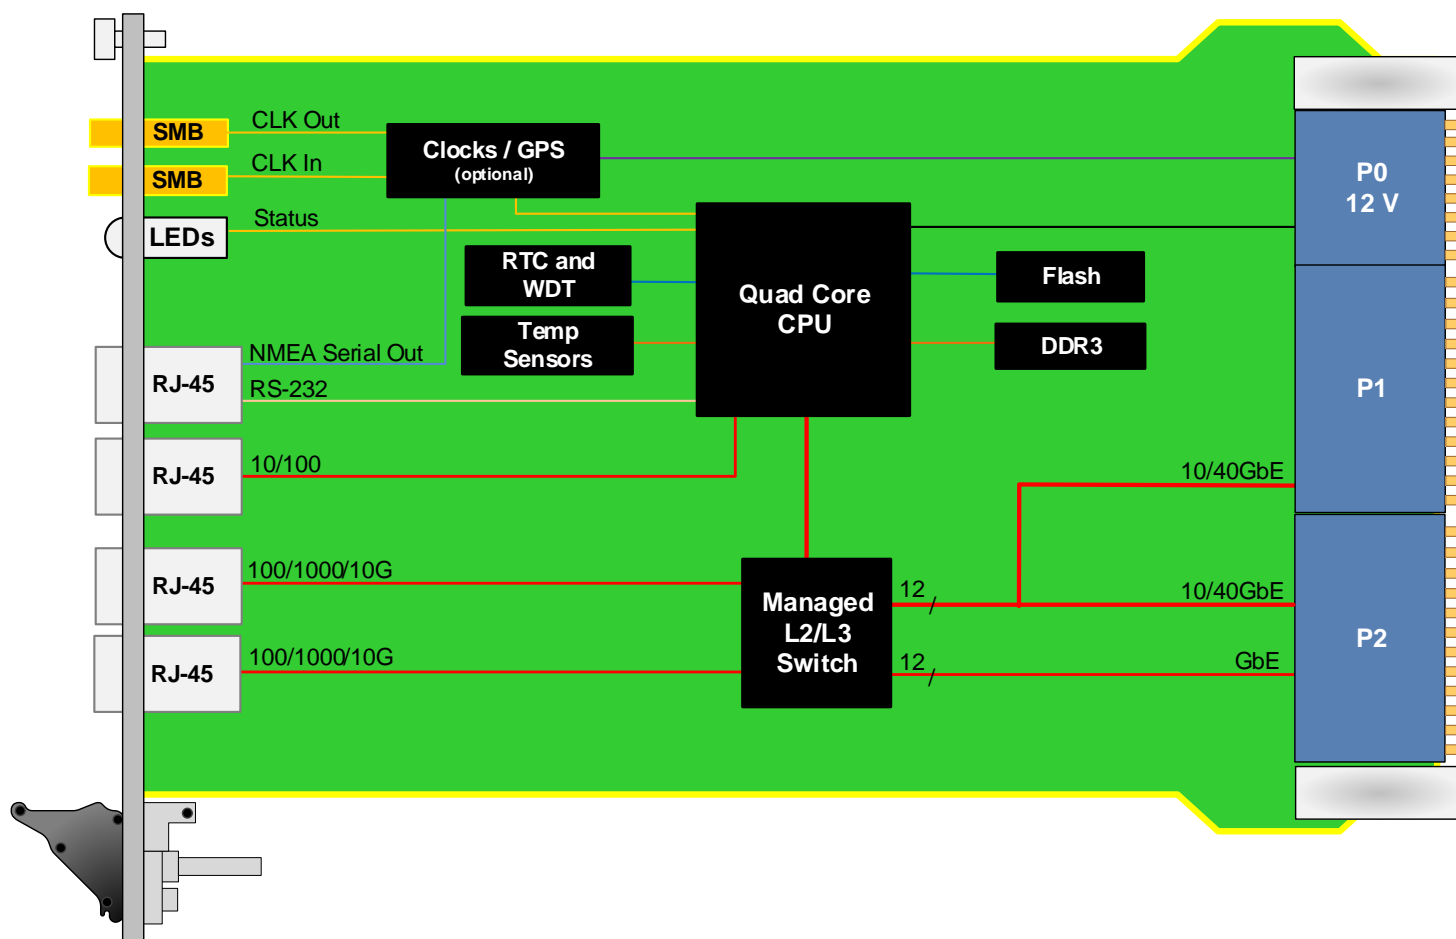 SMB
CLK Out
SMB
CLK In
LEDs
Status
Clocks / GPS
(optional)
P0
12 V
RTC and
WDT
Quad Core
CPU
Flash
Temp
Sensors
DDR3
RJ-45
NMEA Serial Out
RS-232
P1
RJ-45
10/100
10/40GbE
RJ-45
100/1000/10G
Managed
L2/L3
Switch
12
10/40GbE
P2
RJ-45
100/1000/10G
12
GbE